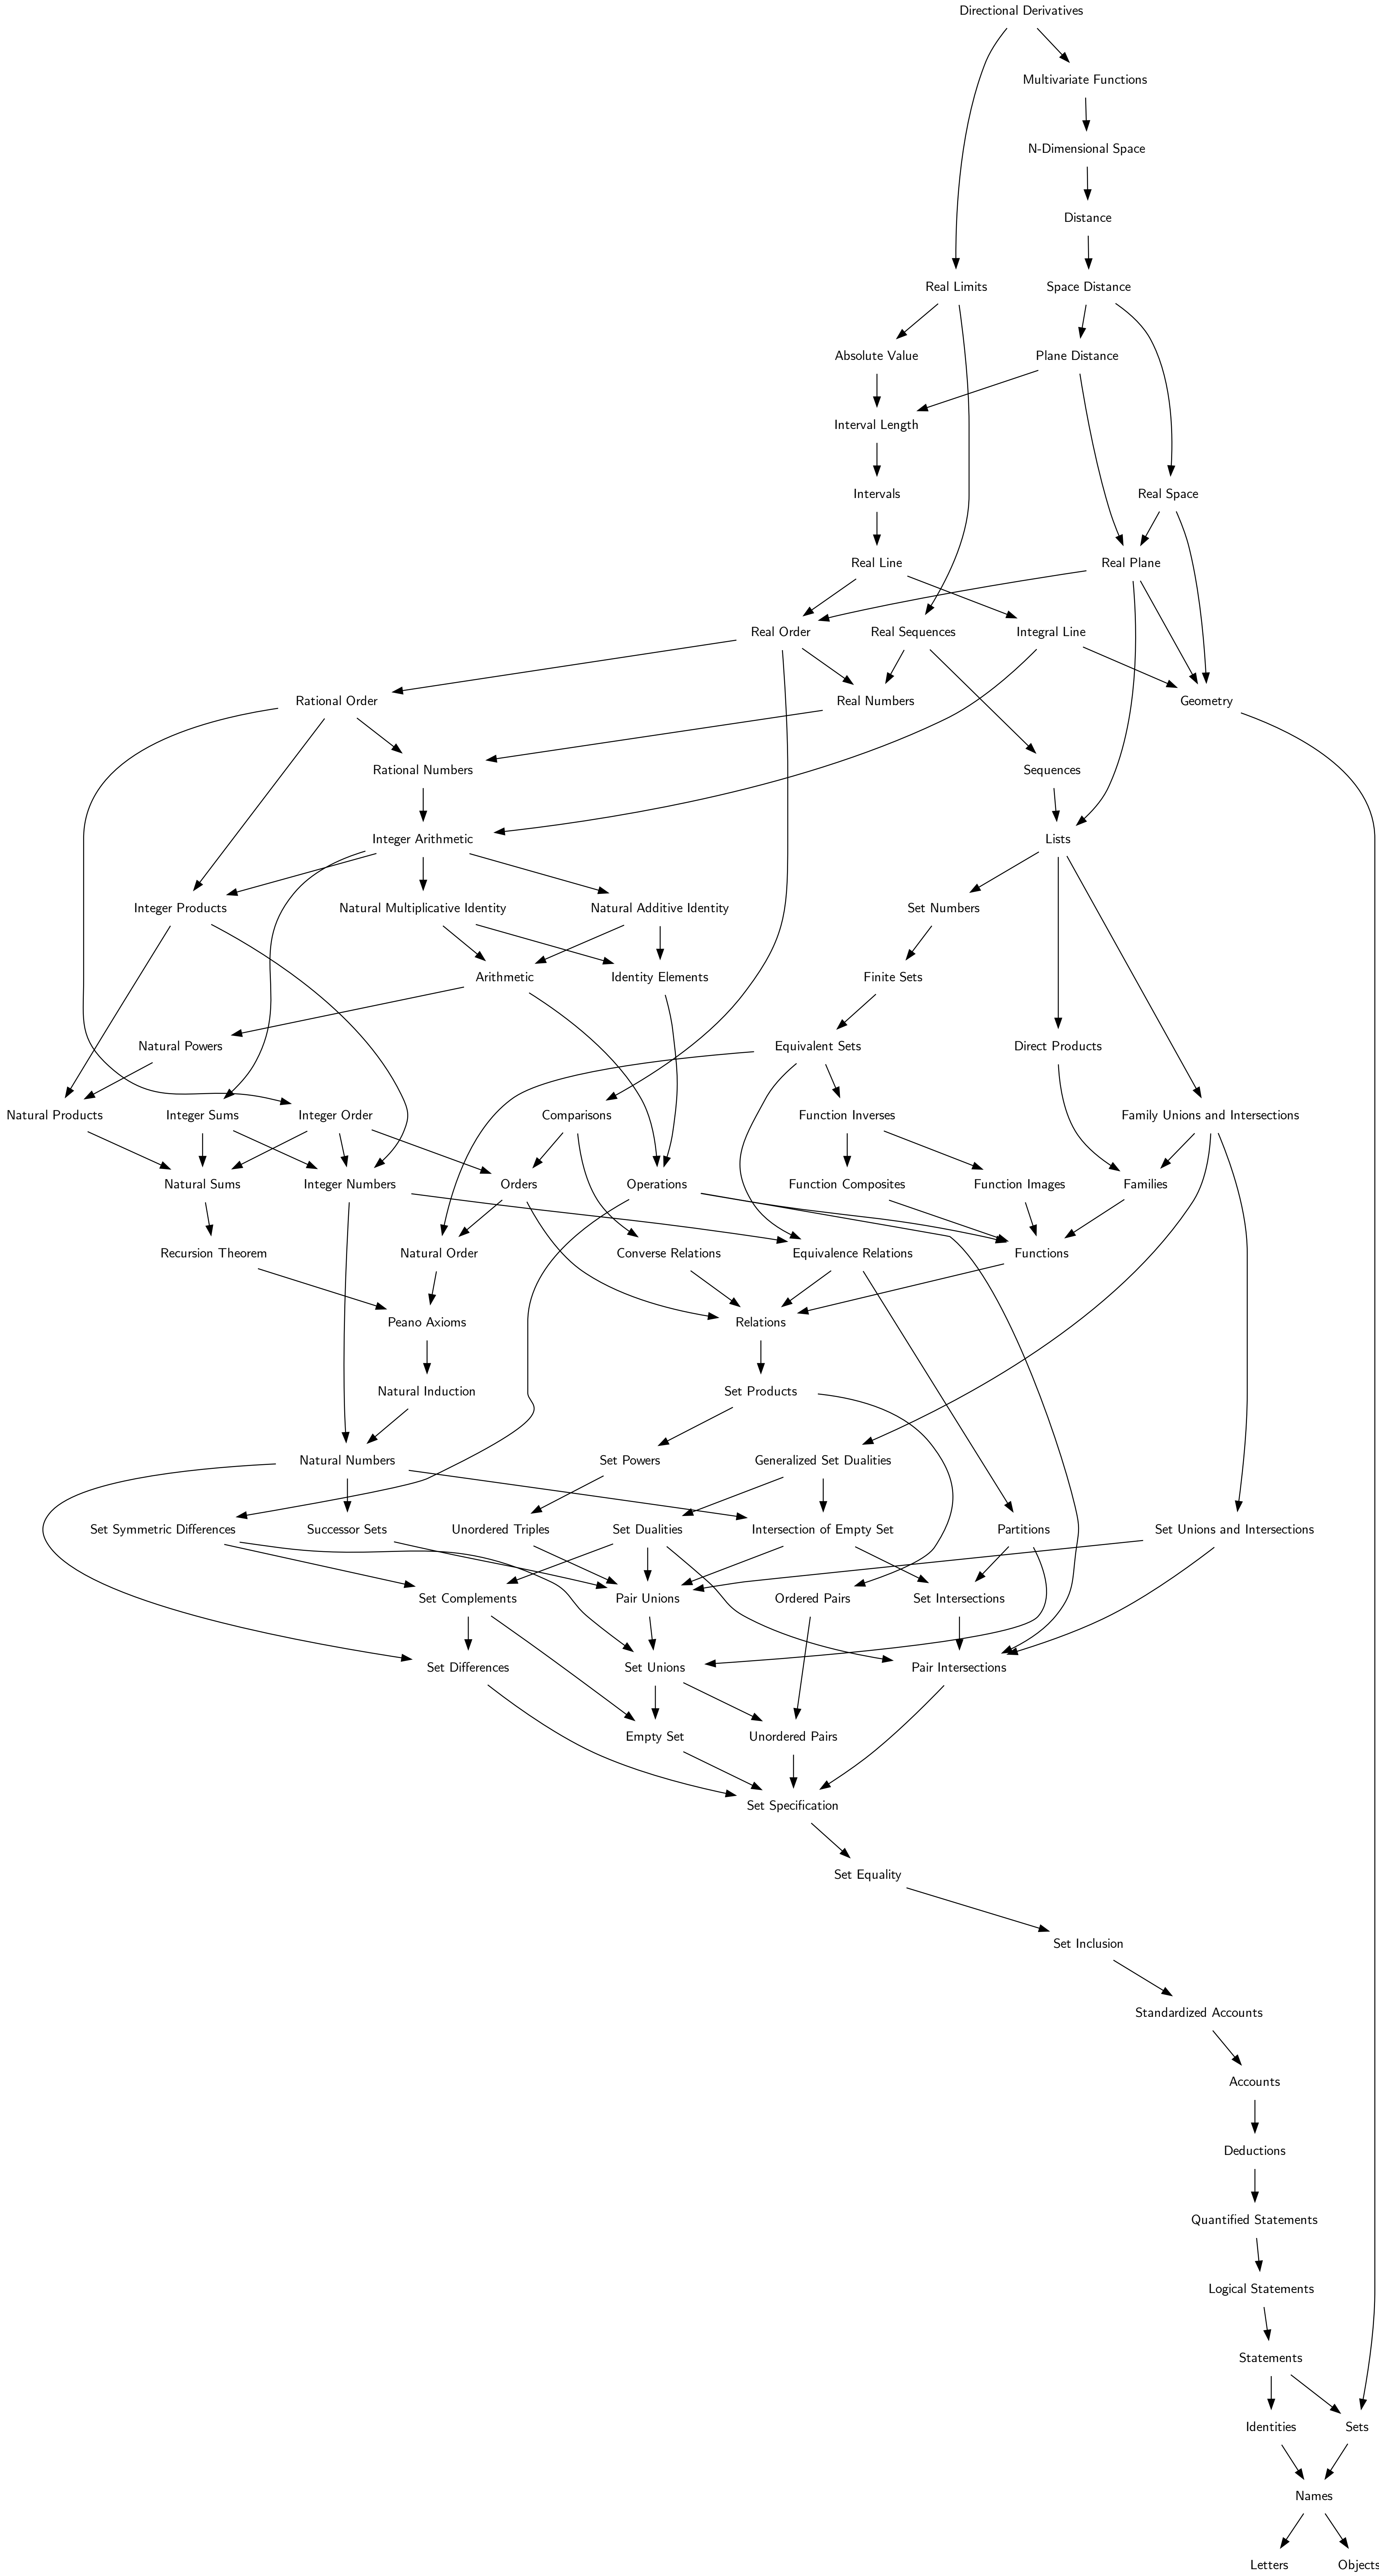 Directional Derivatives
Multivariate Functions
N-Dimensional Space
Distance
Real Limits
Space Distance
Absolute Value
Plane Distance
Interval Length
Intervals
Real Space
Real Line
Real Plane
Real Order
Real Sequences
Integral Line
Rational Order
Real Numbers
Geometry
Rational Numbers
Sequences
Integer Arithmetic
Lists
Integer Products
Natural Multiplicative Identity
Natural Additive Identity
Set Numbers
Arithmetic
Identity Elements
Finite Sets
Natural Powers
Equivalent Sets
Direct Products
Natural Products
Integer Sums
Integer Order
Comparisons
Function Inverses
Family Unions and Intersections
Natural Sums
Integer Numbers
Orders
Operations
Function Composites
Function Images
Families
Recursion Theorem
Natural Order
Converse Relations
Equivalence Relations
Functions
Peano Axioms
Relations
Natural Induction
Set Products
Natural Numbers
Set Powers
Generalized Set Dualities
Set Symmetric Differences
Successor Sets
Unordered Triples
Set Dualities
Intersection of Empty Set
Partitions
Set Unions and Intersections
Set Complements
Pair Unions
Ordered Pairs
Set Intersections
Set Differences
Set Unions
Pair Intersections
Empty Set
Unordered Pairs
Set Specification
Set Equality
Set Inclusion
Standardized Accounts
Accounts
Deductions
Quantified Statements
Logical Statements
Statements
Identities
Sets
Names
Letters
Objects